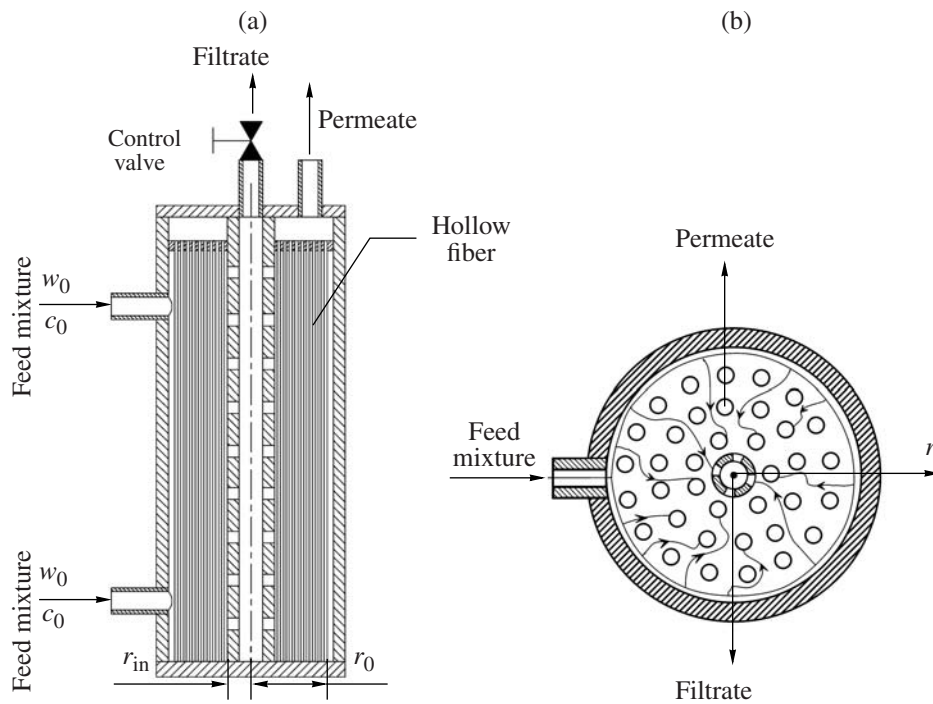 (a)
(b)
Filtrate
Permeate
Control
valve
Hollow
fiber
Feed mixture
w0
c0
Feed mixture
w0
c0
rin
r0
Permeate
Feed
mixture
r
Filtrate